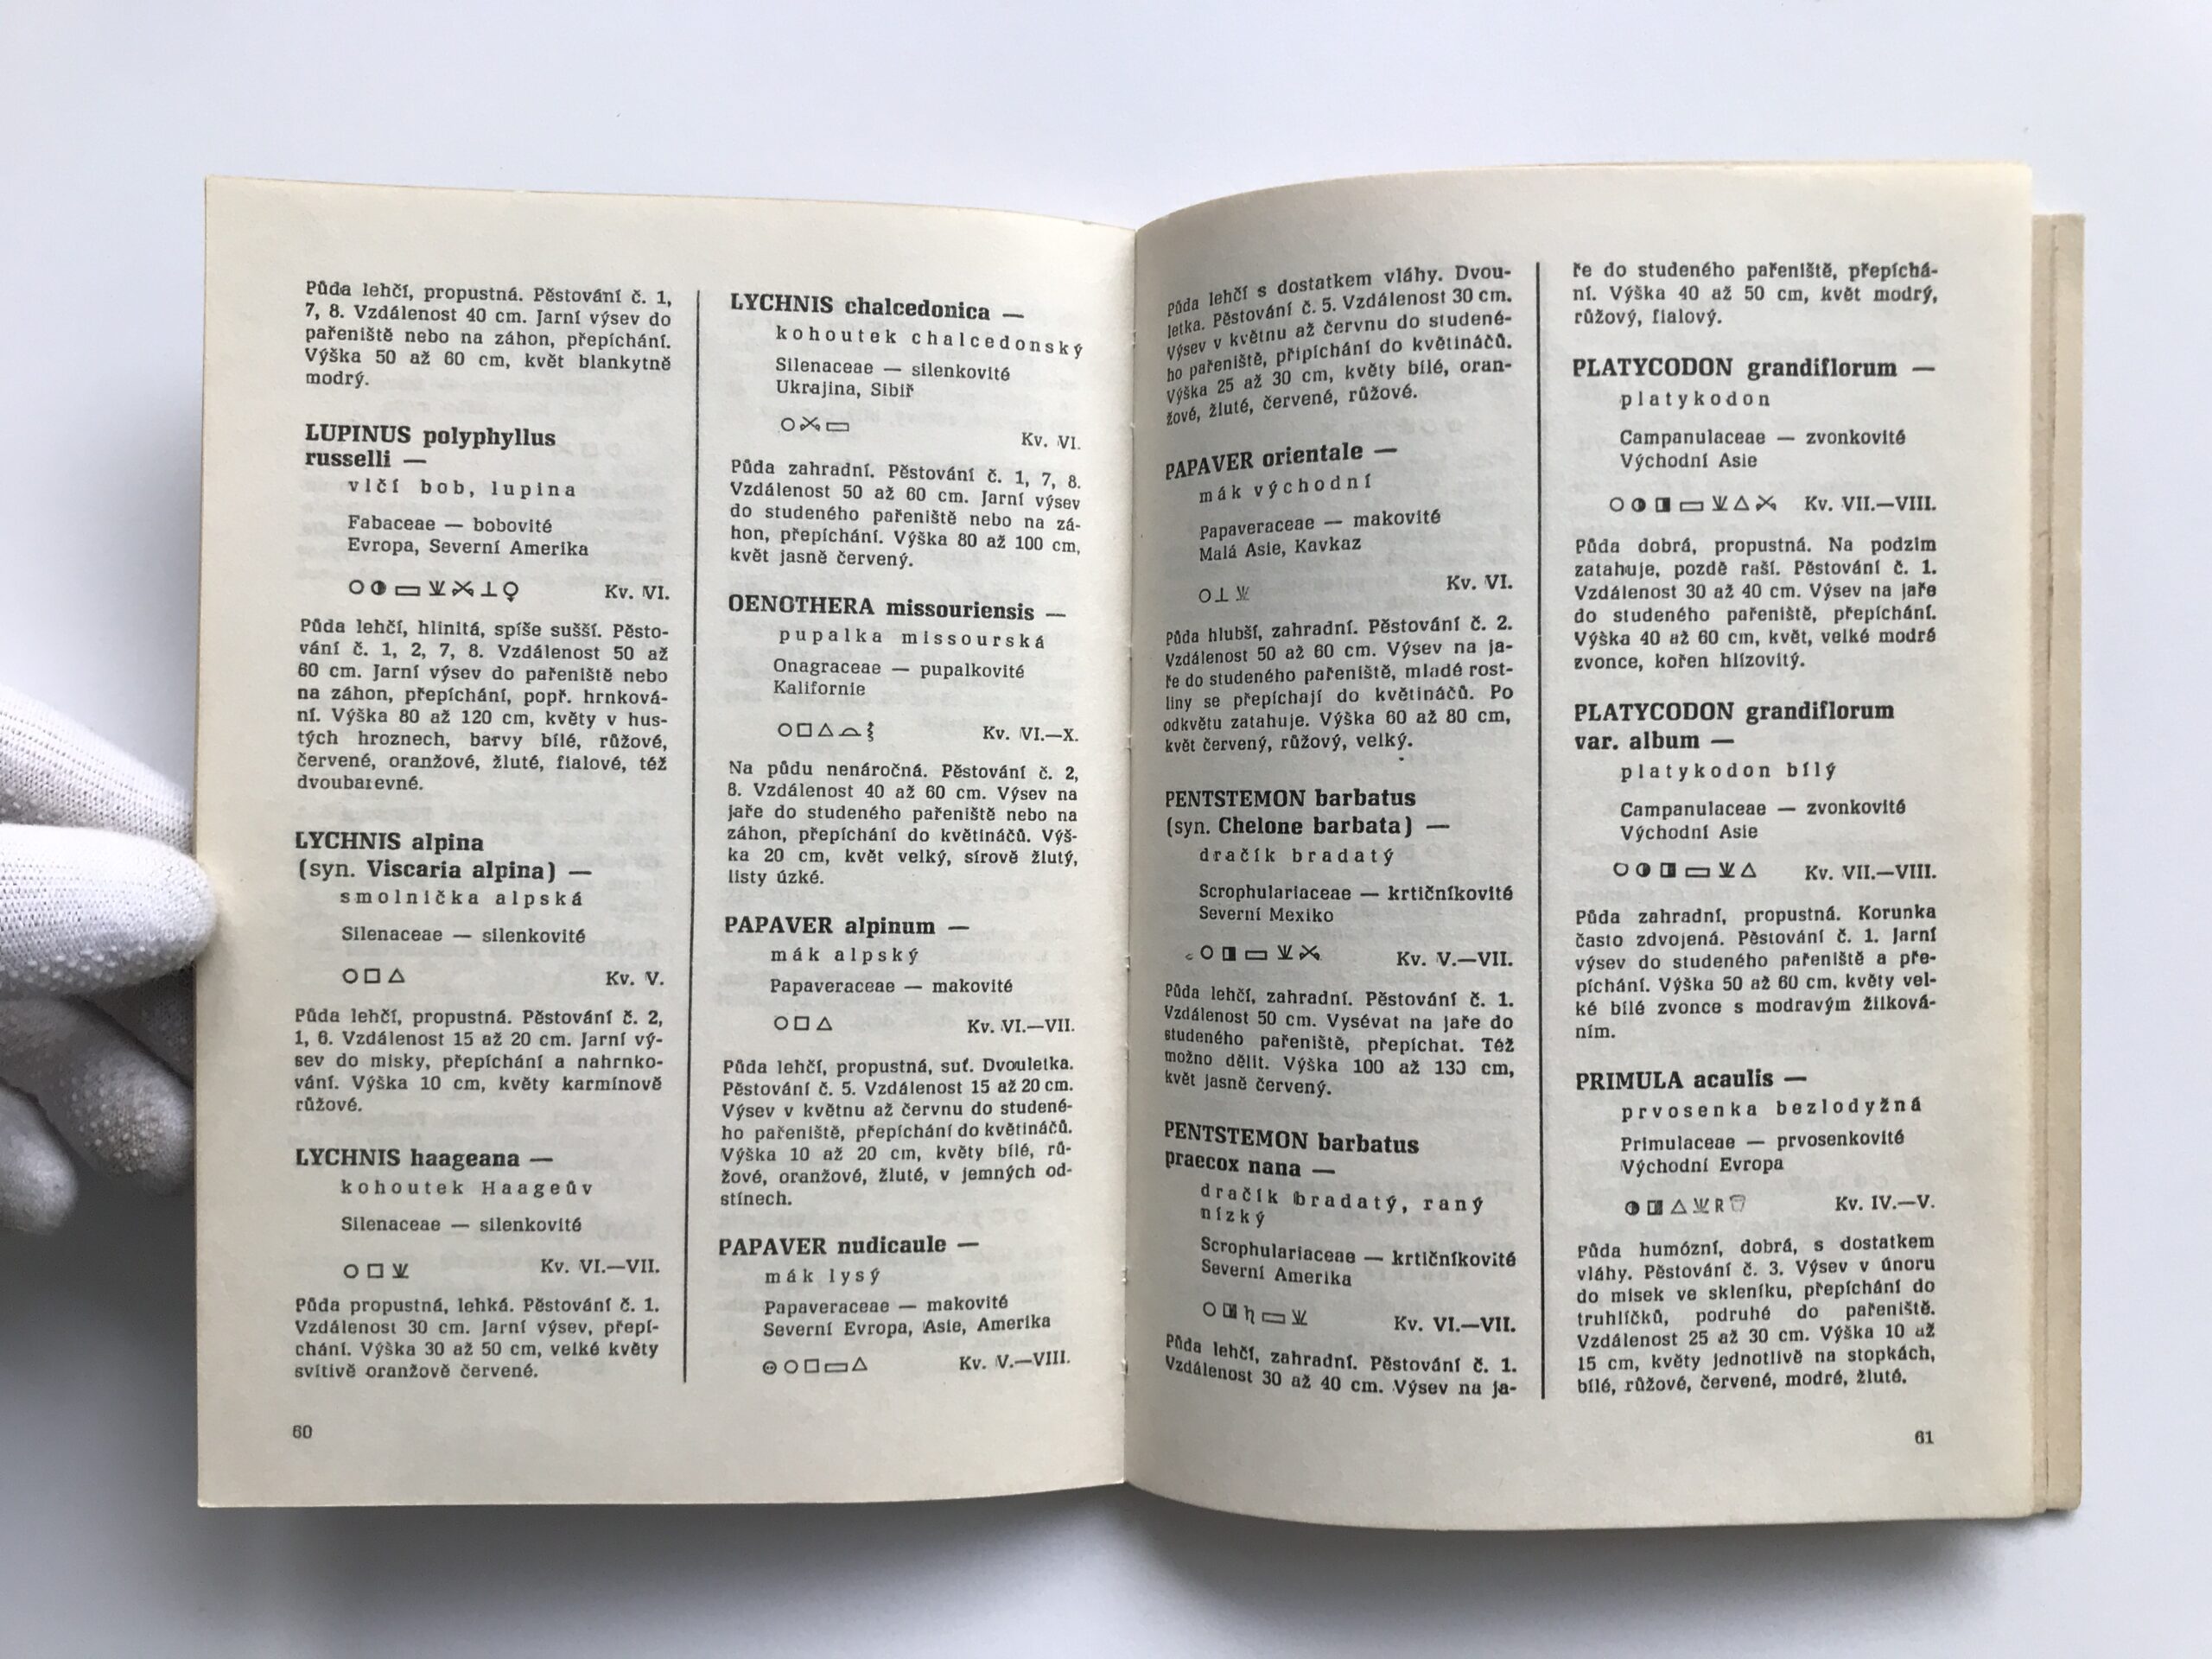 Půda lehčí, propustná. Pěstování č. 1,
7, 8. Vzdálenost 40 cm. Jarní výsev do
pařeniště nebo na záhon, přepíchání.
Výška 50 až 60 cm, květ blankytně
modrý.
LUPINUS polyphyllus
russelli —
vlčí bob, lupina
Fabaceae — bobovité
Evropa, Severní Amerika
Kv. VI.
Půda lehčí, hlinitá, spíše sušší. Pěsto-
vání č. 1, 2, 7, 8. Vzdálenost 50 až
60 cm. Jarní výsev do pařeniště nebo
na záhon, přepíchání, popř. hrnková-
ní. Výška 80 až 120 cm, květy v hus-
tých hroznech, barvy bílé, růžové,
červené, oranžové, žluté, fialové, též
dvoubarevné.
LYCHNIS alpina
(syn. Viscaria alpina) —
smolnička alpská
Silenaceae — silenkovité
Kv. V.
Půda lehčí, propustná. Pěstování č. 2,
1, 6. Vzdálenost 15 až 20 cm. Jarní vý-
sev do misky, přepíchání a nahrnko-
vání. Výška 10 cm, květy karmínově
růžové.
LYCHNIS haageana —
kohoutek Haageův
Silenaceae — silenkovité
Kv. VI.—VII.
Půda propustná, lehká. Pěstování č. 1.
Vzdálenost 30 cm. Jarní výsev, přepí-
chání. Výška 30 až 50 cm, velké květy
svítivě oranžově červené.
60
LYCHNIS chalcedonica —
kohoutek chalcedonský
Silenaceae — silenkovité
Ukrajina, Sibiř
Kv. VI.
Půda zahradní. Pěstování č. 1, 7, 8.
Vzdálenost 50 až 60 cm. Jarní výsev
do studeného pařeniště nebo na zá-
hon, přepíchání. Výška 80 až 100 cm,
květ jasně červený.
OENOTHERA missouriensis —
pupalka missourská
Onagraceae — pupalkovité
Kalifornie
Kv. VI.—X.
Na půdu nenáročná. Pěstování č. 2,
8. Vzdálenost 40 až 60 cm. Výsev na
jaře do studeného pařeniště nebo na
záhon, přepíchání do květináčů. Výš-
ka 20 cm, květ velký, sírově žlutý,
listy úzké.
PAPAVER alpinum —
mák alpský
Papaveraceae — makovité
Kv. VI.—VII.
Půda lehčí, propustná, suť. Dvouletka.
Pěstování č. 5. Vzdálenost 15 až 20 cm.
Výsev v květnu až červnu do studené-
ho pařeniště, přepíchání do květináčů.
Výška 10 až 20 cm, květy bílé, rů-
žové, oranžové, žluté, v jemných od-
stínech.
PAPAVER nudicaule —
mák lysý
Papaveraceae — makovité
Severní Evropa, Asie, Amerika
Kv. V.—VIII.
Půda lehčí s dostatkem vláhy. Dvou-
letka. Pěstování č. 5. Vzdálenost 30 cm.
Výsev v květnu až červnu do studené-
ho pařeniště, připíchání do květináčů.
Výška 25 až 30 cm, květy bílé, oran-
žové, žluté, červené, růžové.
PAPAVER orientale —
mák východní
Papaveraceae — makovité
Malá Asie, Kavkaz
Kv. VI.
Půda hlubší, zahradní. Pěstování č. 2.
Vzdálenost 50 až 60 cm. Výsev na ja-
ře do studeného pařeniště, mladé rost-
liny se přepíchají do květináčů. Po
odkvětu zatahuje. Výška 60 až 80 cm,
květ červený, růžový, velký.
PENTSTEMON barbatus
(syn. Chelone barbata) —
dračík bradatý
Scrophulariaceae — krtičníkovité
Severní Mexiko
Kv. V.—VII.
Půda lehčí, zahradní. Pěstování č. 1.
Vzdálenost 50 cm. Vysévat na jaře do
studeného pařeniště, přepíchat. Též
možno dělit. Výška 100 až 130 cm,
květ jasně červený.
PENTSTEMON barbatus
praecox nana —
dračík bradatý, raný
nízký
Scrophulariaceae — krtičníkovité
Severní Amerika
Kv. VI.—VII.
Půda lehčí, zahradní. Pěstování č. 1.
Vzdálenost 30 až 40 cm. Výsev na ja-
ře do studeného pařeniště, přepíchá-
ní. Výška 40 až 50 cm, květ modrý,
růžový, fialový.
PLATYCODON grandiflorum —
platykodon
Campanulaceae — zvonkovité
Východní Asie
Kv. VII.—VIII.
Půda dobrá, propustná. Na podzim
zatahuje, pozdě raší. Pěstování č. 1.
Vzdálenost 30 až 40 cm. Výsev na jaře
do studeného pařeniště, přepíchání.
Výška 40 až 60 cm, květ, velké modré
zvonce, kořen hlízovitý.
PLATYCODON grandiflorum
var. album —
platykodon bílý
Campanulaceae — zvonkovité
Východní Asie
Kv. VII.—VIII.
Půda zahradní, propustná. Korunka
často zdvojená. Pěstování č. 1. Jarní
výsev do studeného pařeniště a pře-
píchání. Výška 50 až 60 cm, květy vel-
ké bílé zvonce s modravým žilková-
ním.
PRIMULA acaulis —
prvosenka bezlodyžná
Primulaceae — prvosenkovité
Východní Evropa
R Kv. IV.—V.
Půda humózní, dobrá, s dostatkem
vláhy. Pěstování č. 3. Výsev v únoru
do misek ve skleníku, přepíchání do
truhlíčků, podruhé do pařeniště.
Vzdálenost 25 až 30 cm. Výška 10 až
15 cm, květy jednotlivě na stopkách,
bílé, růžové, červené, modré, žluté.
61